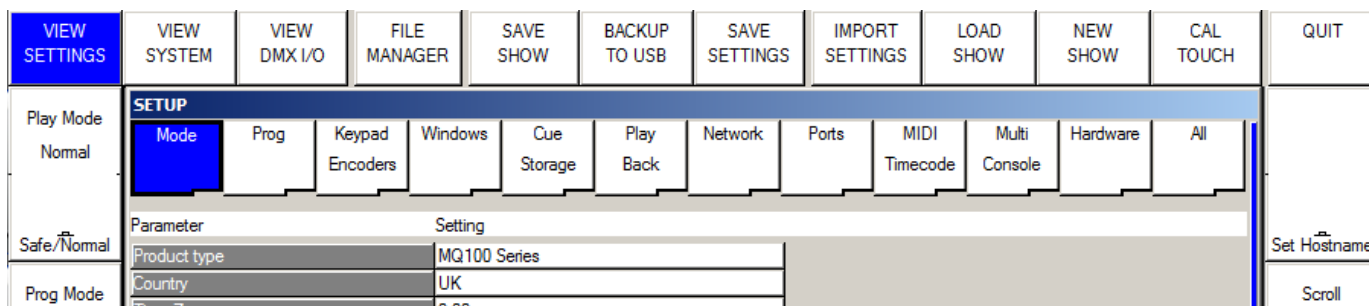 VIEW SETTINGS
VIEW SYSTEM
VIEW DMX I/O
FILE MANAGER
SAVE SHOW
BACKUP TO USB
SAVE SETTINGS
IMPORT SETTINGS
LOAD SHOW
NEW SHOW
CAL TOUCH
QUIT
Play Mode
Normal
Safe/Normal
Prog Mode
SETUP
Mode
Prog
Keypad Encoders
Windows
Cue Storage
Play Back
Network
Ports
MIDI Timecode
Multi Console
Hardware
All
Parameter Setting
Product type MQ100 Series
Country UK
Set Hostname
Scroll